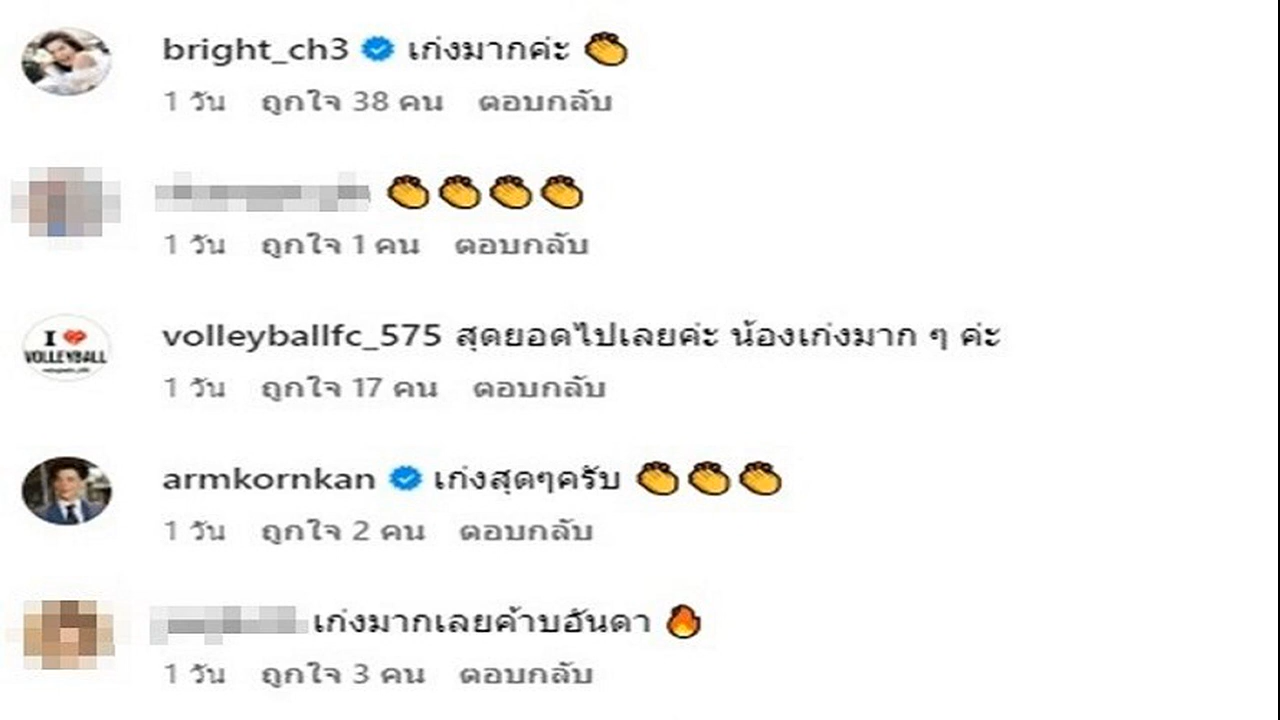 bright_ch3 เก่งมากค่ะ 👏
1 วัน ถูกใจ 38 คน ตอบกลับ
👏👏👏👏
1 วัน ถูกใจ 1 คน ตอบกลับ
I ❤ VOLLEYBALL
volleyballfc_575 สุดยอดไปเลยค่ะ น้องเก่งมาก ๆ ค่ะ
1 วัน ถูกใจ 17 คน ตอบกลับ
armkornkan เก่งสุดๆครับ 👏👏👏
1 วัน ถูกใจ 2 คน ตอบกลับ
เก่งมากเลยค้าบอันดา 🔥
1 วัน ถูกใจ 3 คน ตอบกลับ